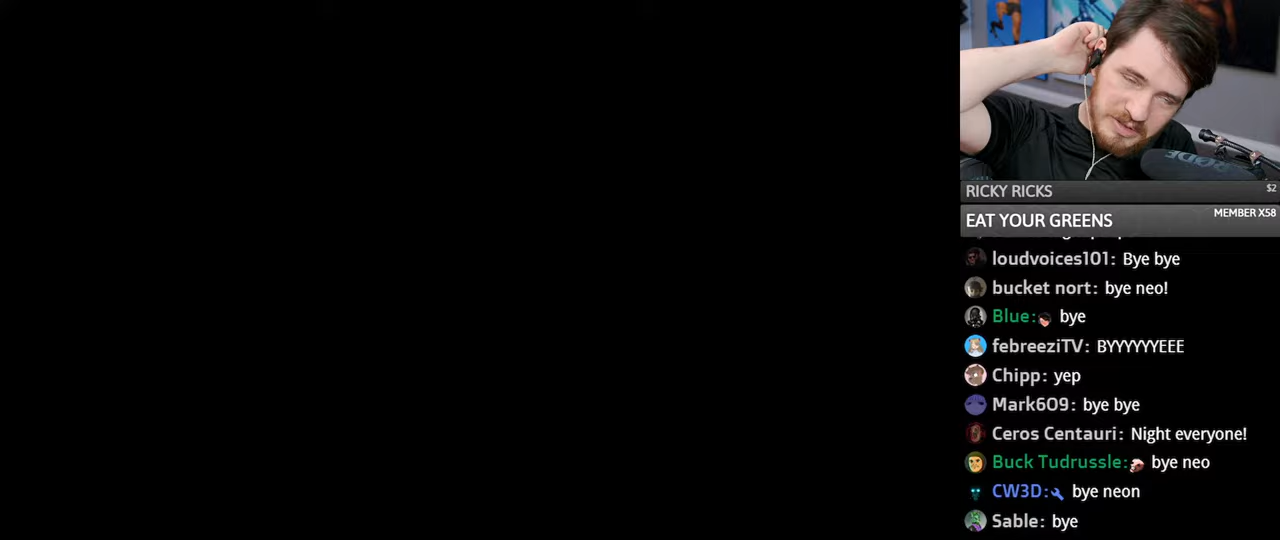 RØDE
RICKY RICKS $2
EAT YOUR GREENS MEMBER X58
loudvoices101: Bye bye
bucket nort: bye neo!
Blue: bye
febreeziTV: BYYYYYYEEE
Chipp: yep
Mark609: bye bye
Ceros Centauri: Night everyone!
Buck Tudrussle: bye neo
CW3D: bye neon
Sable: bye